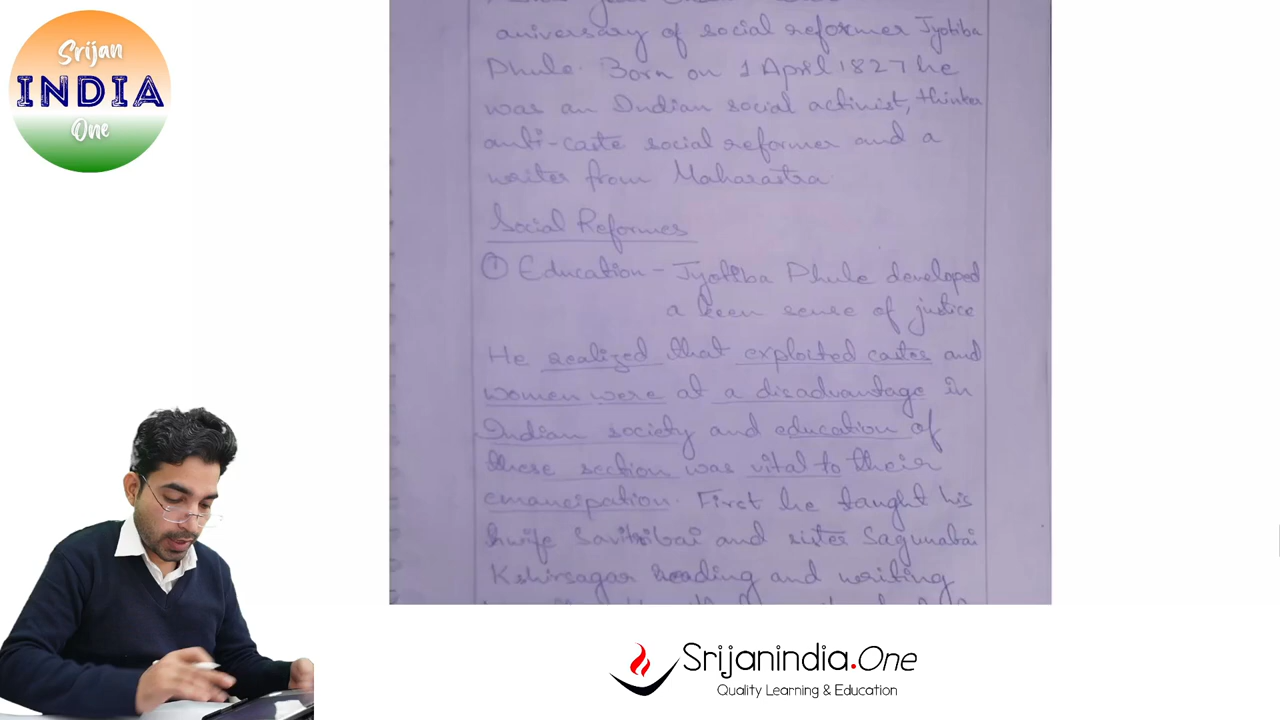 Srijan
INDIA
One
aniversary of social reformer Jyotiba
Phule. Born on 1 April 1827 he
was an Indian social activist, thinker
anti-caste social reformer and a
writer from Maharastra
Social Reformes
① Education - Jyotiba Phule developed
a keen sense of justice
He realized that exploited castes and
women were at a disadvantage in
Indian society and education of
these section was vital to their
emancipation. First he taught his
wife Savitribai and sister Sagunabai
Kshirsagar reading and writing
Srijanindia.One
Quality Learning & Education